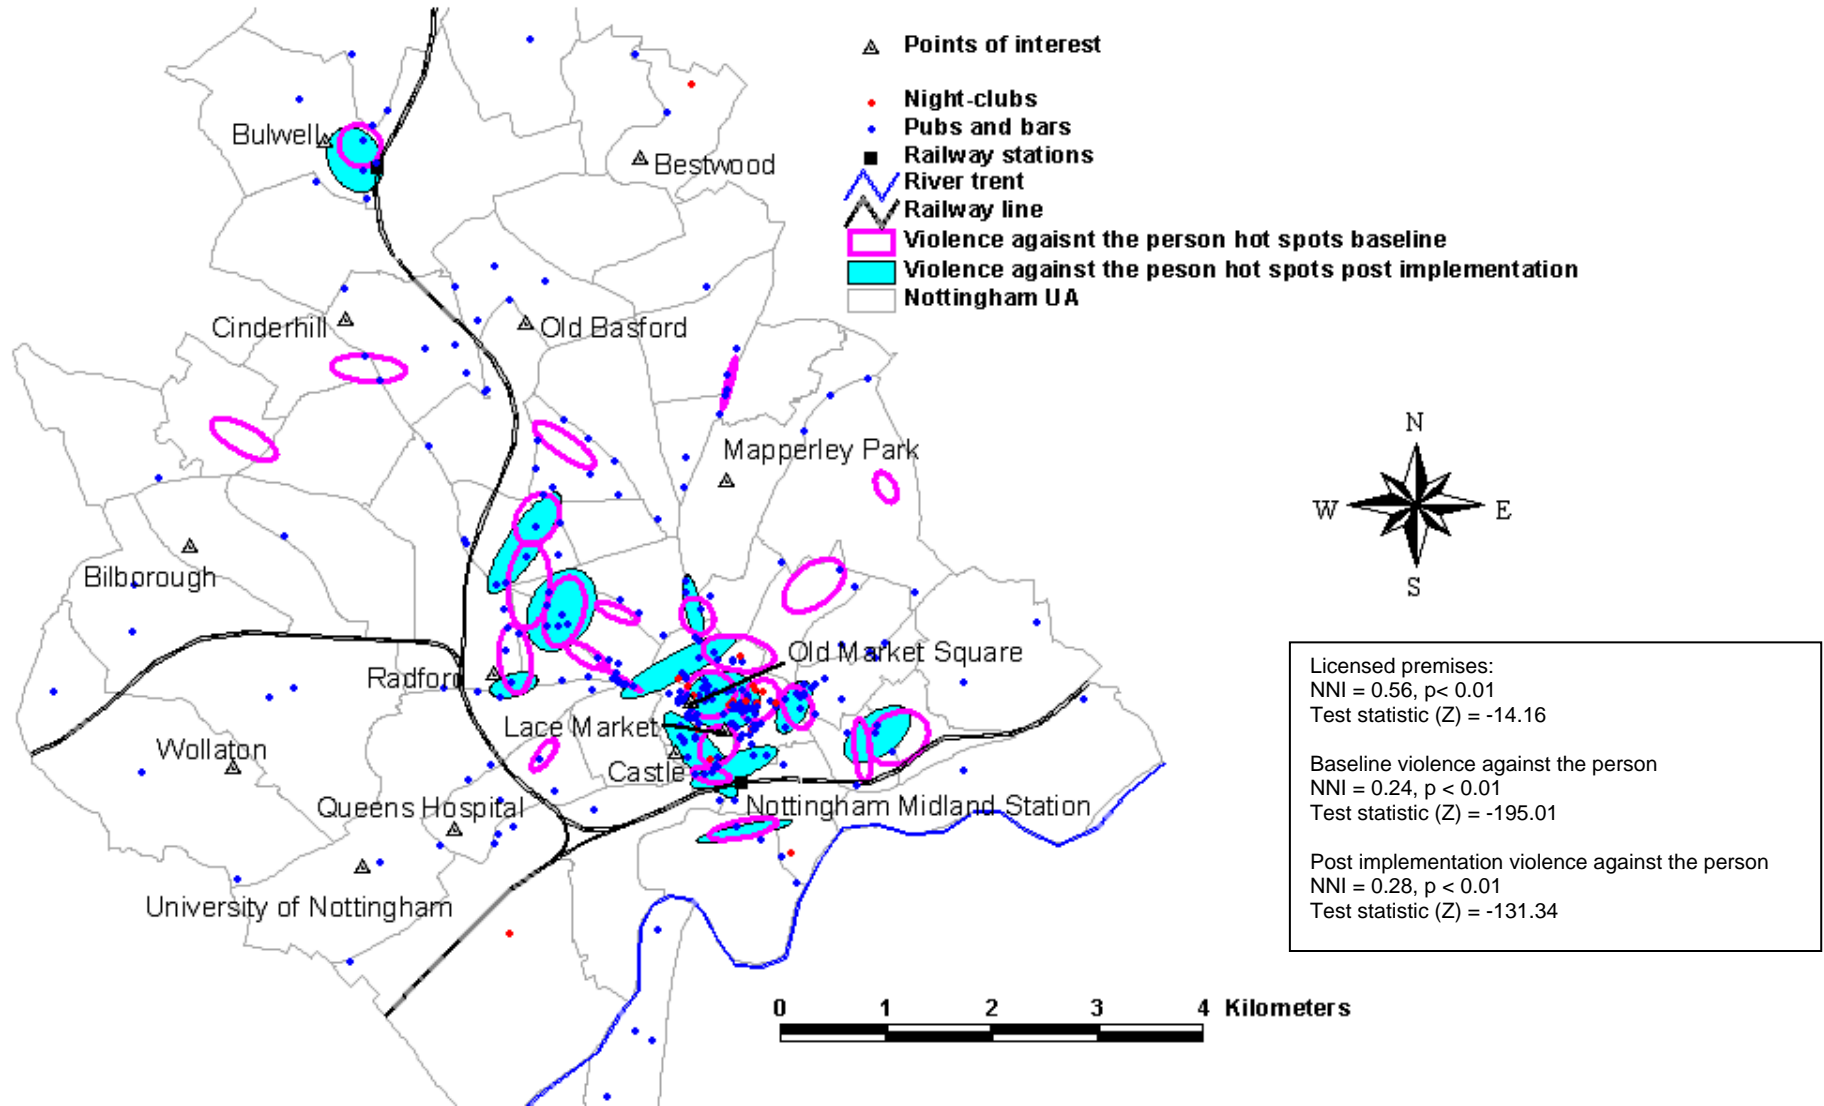 Points of interest
Night-clubs
Pubs and bars
Railway stations
River trent
Railway line
Violence agaisnt the person hot spots baseline
Violence against the peson hot spots post implementation
Nottingham UA
Bulwell
Bestwood
Cinderhill
Old Basford
Mapperley Park
Bilborough
Old Market Square
Radford
Lace Market
Wollaton
Castle
Queens Hospital
Nottingham Midland Station
University of Nottingham
N
W
E
S
Licensed premises:
NNI = 0.56, p< 0.01
Test statistic (Z) = -14.16
Baseline violence against the person
NNI = 0.24, p < 0.01
Test statistic (Z) = -195.01
Post implementation violence against the person
NNI = 0.28, p < 0.01
Test statistic (Z) = -131.34
0 1 2 3 4 Kilometers